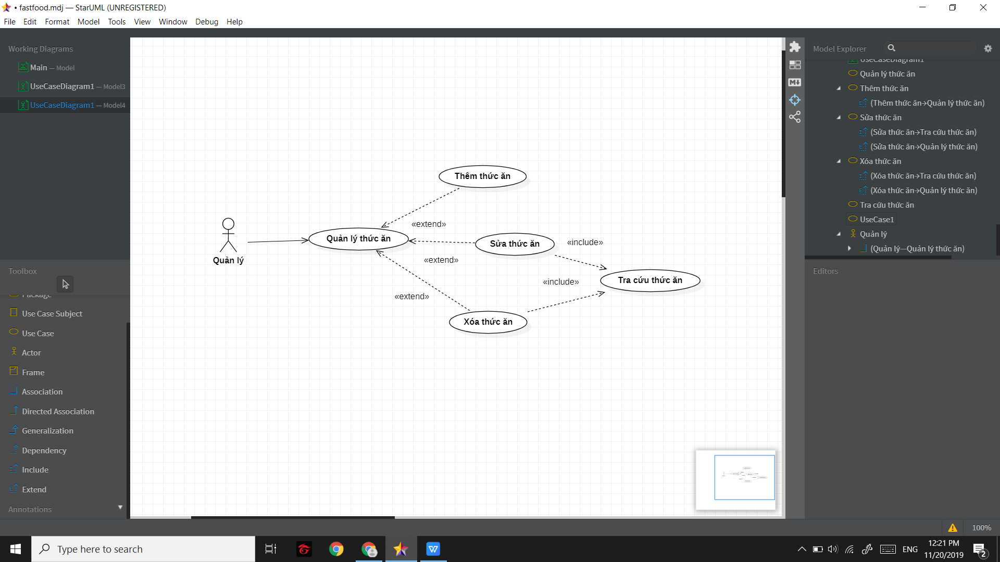 • fastfood.mdj — StarUML (UNREGISTERED)
File Edit Format Model Tools View Window Debug Help
Working Diagrams
Main — Model
UseCaseDiagram1 — Model3
UseCaseDiagram1 — Model4
Toolbox
Package
Use Case Subject
Use Case
Actor
Frame
Association
Directed Association
Generalization
Dependency
Include
Extend
Annotations
Thêm thức ăn
«extend»
Quản lý thức ăn
Sửa thức ăn
«include»
Quản lý
«extend»
Tra cứu thức ăn
«include»
«extend»
Xóa thức ăn
M↓
Model Explorer
UseCaseDiagram1
Quản lý thức ăn
Thêm thức ăn
(Thêm thức ăn→Quản lý thức ăn)
Sửa thức ăn
(Sửa thức ăn→Tra cứu thức ăn)
(Sửa thức ăn→Quản lý thức ăn)
Xóa thức ăn
(Xóa thức ăn→Tra cứu thức ăn)
(Xóa thức ăn→Quản lý thức ăn)
Tra cứu thức ăn
UseCase1
Quản lý
(Quản lý—Quản lý thức ăn)
Editors
100%
Type here to search
W
ENG
12:21 PM
11/20/2019
2